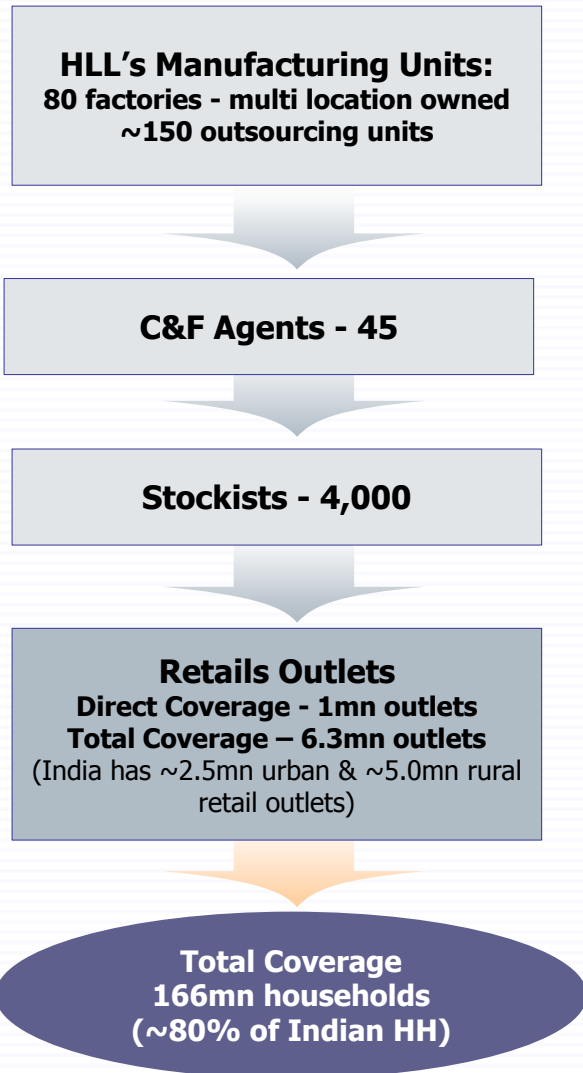 HLL's Manufacturing Units:
80 factories - multi location owned
~150 outsourcing units
C&F Agents - 45
Stockists - 4,000
Retails Outlets
Direct Coverage - 1mn outlets
Total Coverage – 6.3mn outlets
(India has ~2.5mn urban & ~5.0mn rural
retail outlets)
Total Coverage
166mn households
(~80% of Indian HH)